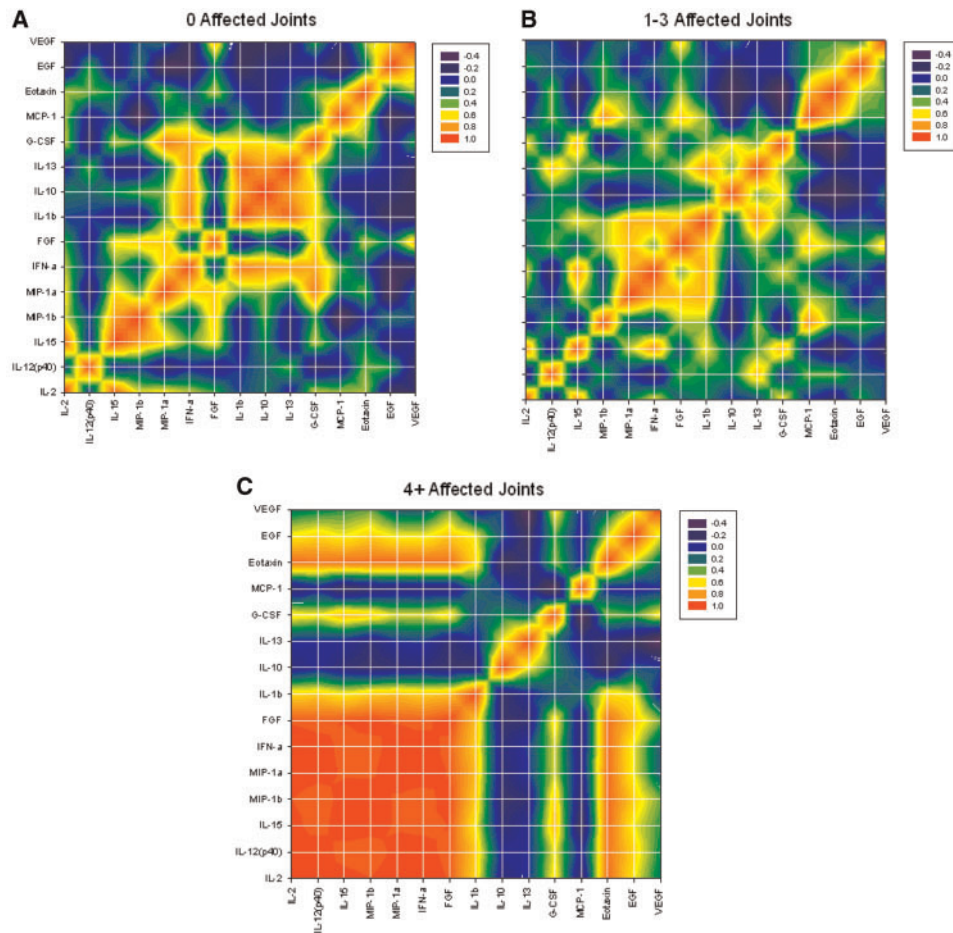 A
0 Affected Joints
VEGF
EGF
Eotaxin
MCP-1
G-CSF
IL-13
IL-10
IL-1b
FGF
IFN-a
MIP-1a
MIP-1b
IL-15
IL-12(p40)
IL-2
IL-2
IL-12(p40)
IL-15
MIP-1b
MIP-1a
IFN-a
FGF
IL-1b
IL-10
IL-13
G-CSF
MCP-1
Eotaxin
EGF
VEGF
-0.4
-0.2
0.0
0.2
0.4
0.6
0.8
1.0
B
1-3 Affected Joints
IL-2
IL-12(p40)
IL-15
MIP-1b
MIP-1a
IFN-a
FGF
IL-1b
IL-10
IL-13
G-CSF
MCP-1
Eotaxin
EGF
VEGF
-0.4
-0.2
0.0
0.2
0.4
0.6
0.8
1.0
C
4+ Affected Joints
VEGF
EGF
Eotaxin
MCP-1
G-CSF
IL-13
IL-10
IL-1b
FGF
IFN-a
MIP-1a
MIP-1b
IL-15
IL-12(p40)
IL-2
IL-2
IL-12(p40)
IL-15
MIP-1b
MIP-1a
IFN-a
FGF
IL-1b
IL-10
IL-13
G-CSF
MCP-1
Eotaxin
EGF
VEGF
-0.4
-0.2
0.0
0.2
0.4
0.6
0.8
1.0